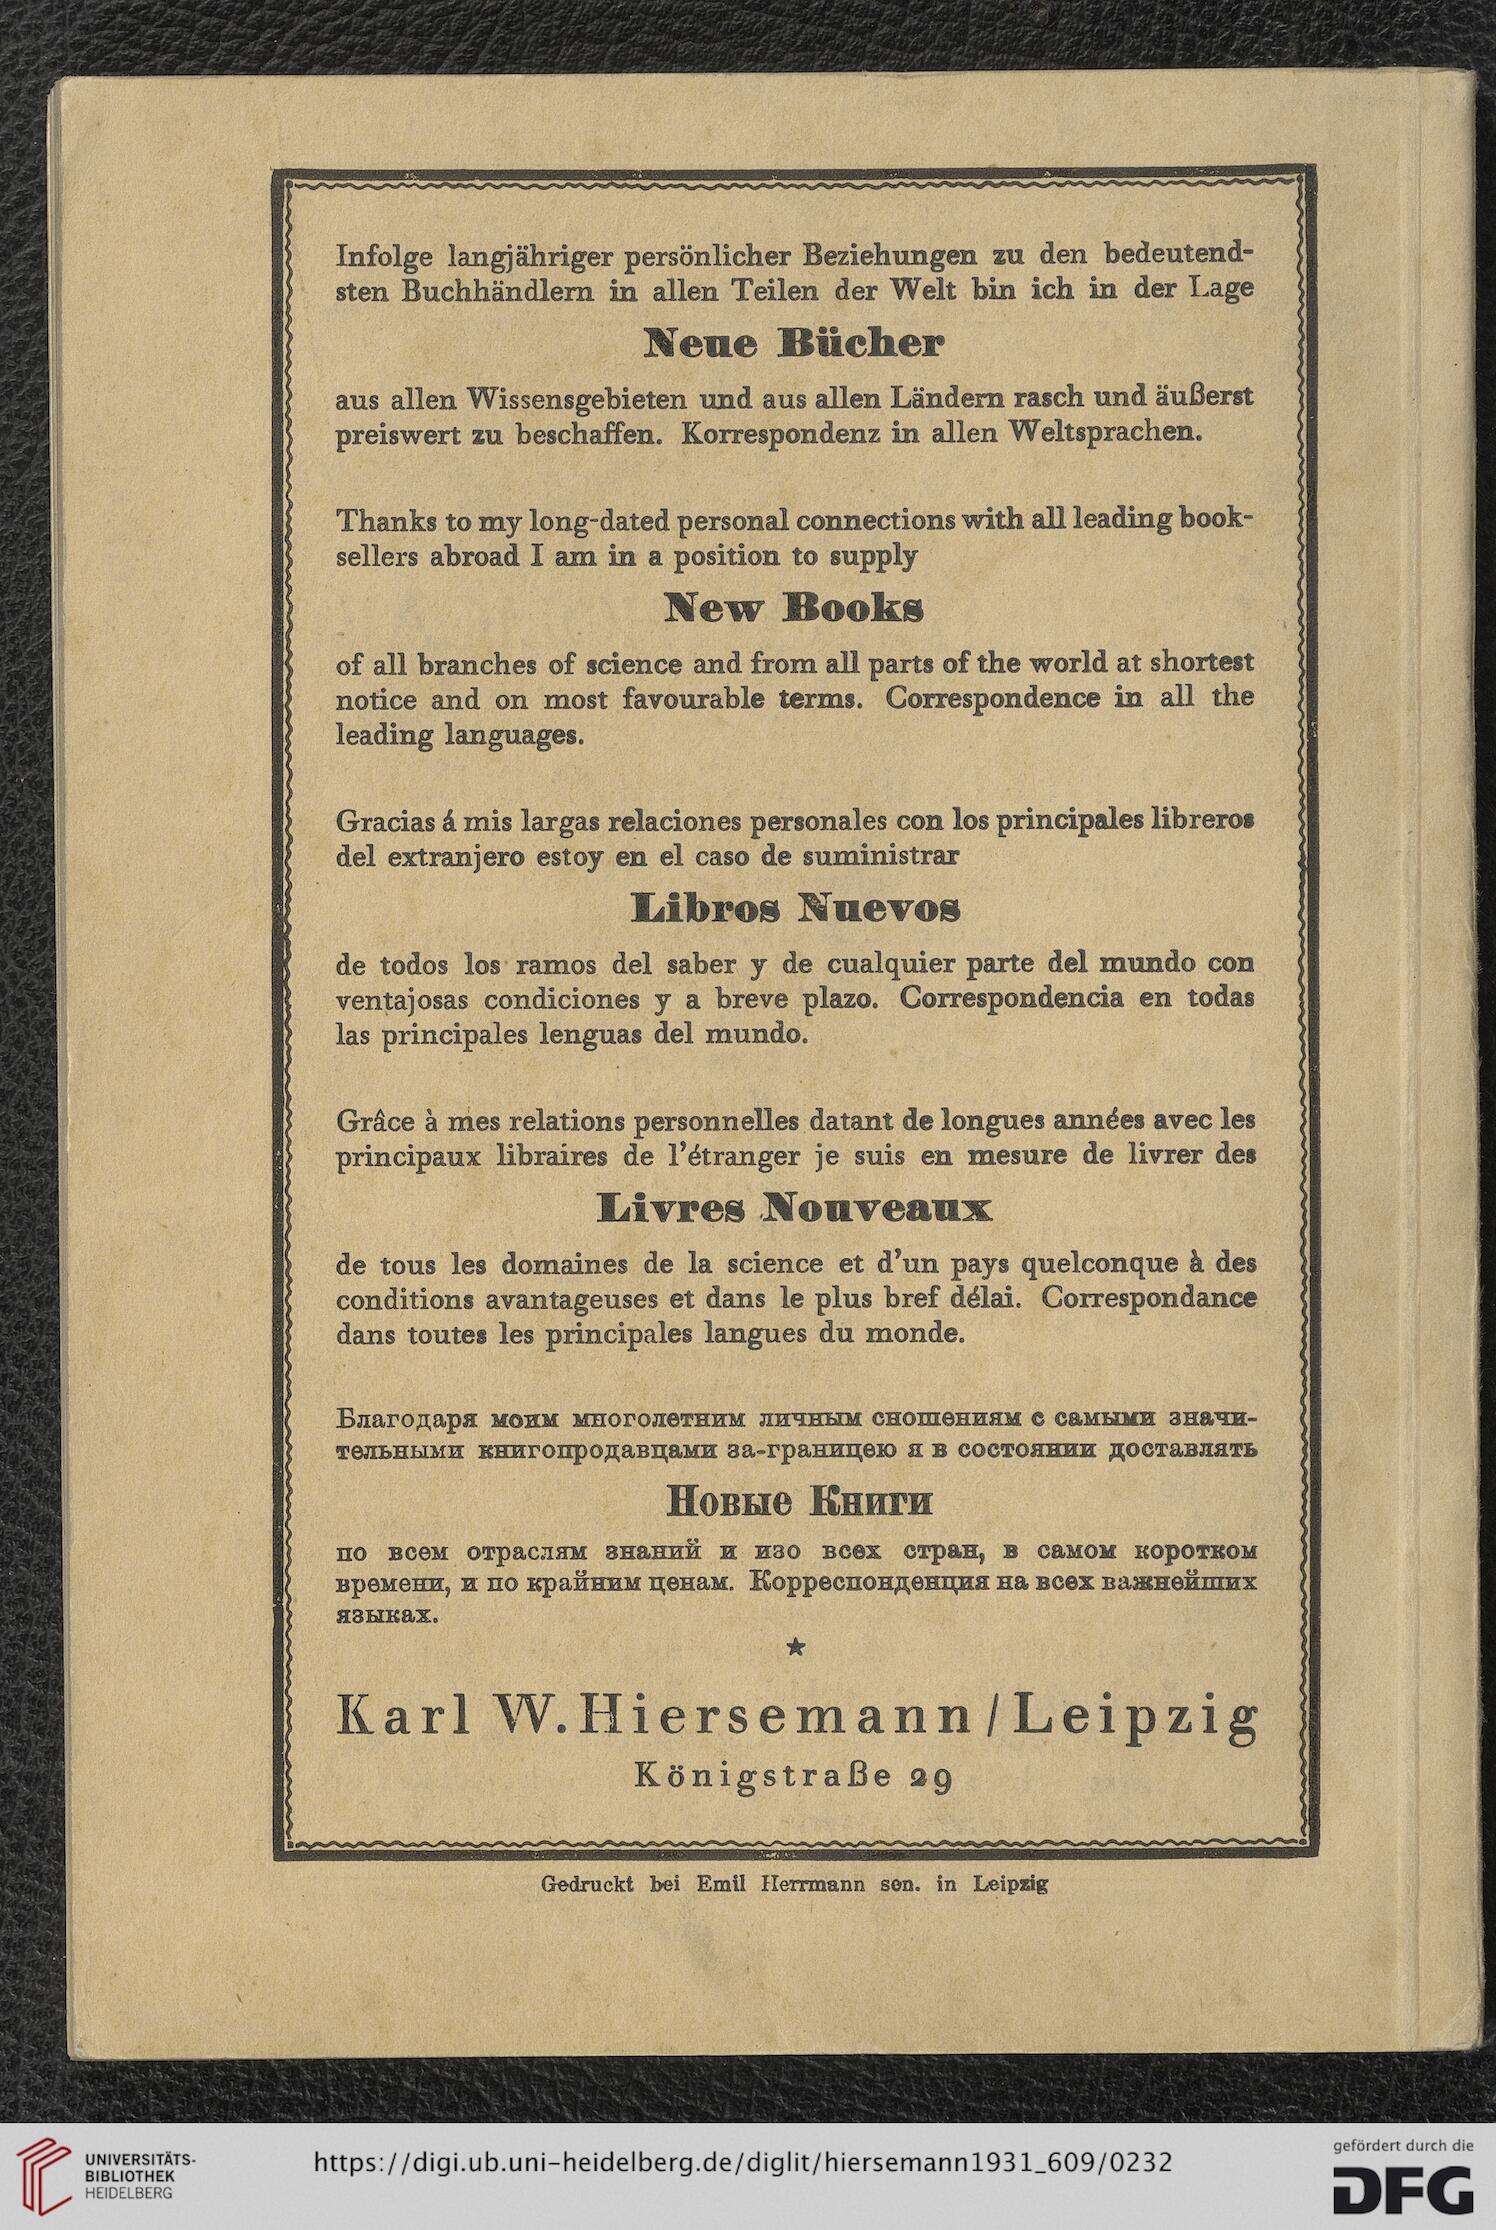 Infolge langjähriger persönlicher Beziehungen zu den bedeutend-
sten Buchhändlern in allen Teilen der Welt bin ich in der Lage
Neue Bücher
aus allen Wissensgebieten und aus allen Ländern rasch und äußerst
preiswert zu beschaffen. Korrespondenz in allen Weltsprachen.
Thanks to my long-dated personal connections with all leading book-
sellers abroad I am in a position to supply
New Books
of all branches of science and from all parts of the world at shortest
notice and on most favourable terms. Correspondence in all the
leading languages.
Gracias á mis largas relaciones personales con los principales libreros
del extranjero estoy en el caso de suministrar
Libros Nuevos
de todos los ramos del saber y de cualquier parte del mundo con
ventajosas condiciones y a breve plazo. Correspondencia en todas
las principales lenguas del mundo.
Grâce à mes relations personnelles datant de longues années avec les
principaux libraires de l'étranger je suis en mesure de livrer des
Livres Nouveaux
de tous les domaines de la science et d'un pays quelconque à des
conditions avantageuses et dans le plus bref délai. Correspondance
dans toutes les principales langues du monde.
Благодаря моим многолетним личным сношениям с самыми значи-
тельными книгопродавцами за-границею я в состоянии доставлять
Новые Книги
по всем отраслям знаний и изо всех стран, в самом коротком
времени, и по крайним ценам. Корреспонденция на всех важнейших
языках.
★
Karl W. Hiersemann / Leipzig
Königstraße 29
Gedruckt bei Emil Herrmann sen. in Leipzig
UNIVERSITÄTS-
BIBLIOTHEK
HEIDELBERG
https://digi.ub.uni-heidelberg.de/diglit/hiersemann1931_609/0232
gefördert durch die
DFG